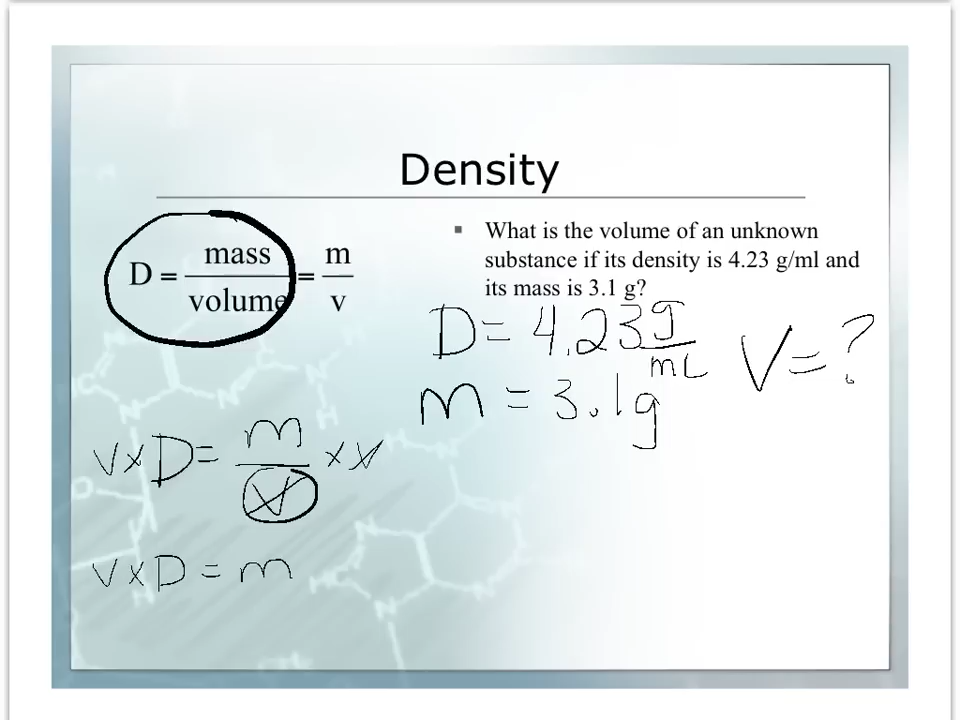 Density
D = mass/volume = m/v
▪ What is the volume of an unknown
substance if its density is 4.23 g/ml and
its mass is 3.1 g?
D = 4.23 g/mL
V = ?
m = 3.1g
V x D = m/V x V
V x D = m